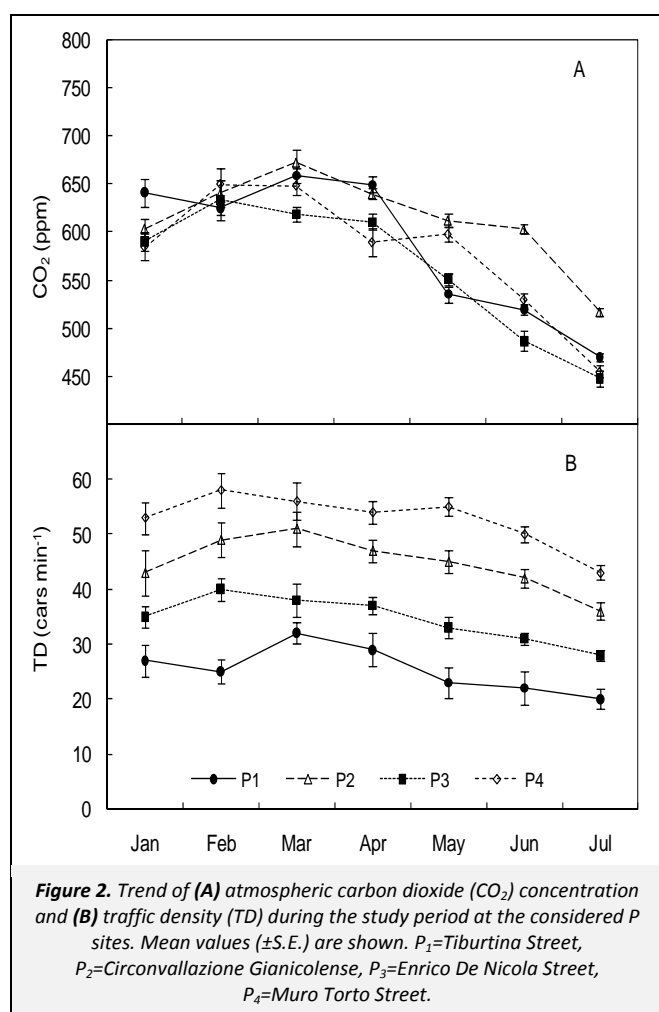 800
A
750
700
650
600
550
500
450
CO₂ (ppm)
B
60
50
40
30
20
10
0
TD (cars min⁻¹)
P1 P2 P3 P4
Jan Feb Mar Apr May Jun Jul
Figure 2. Trend of (A) atmospheric carbon dioxide (CO₂) concentration
and (B) traffic density (TD) during the study period at the considered P
sites. Mean values (±S.E.) are shown. P₁=Tiburtina Street,
P₂=Circonvallazione Gianicolense, P₃=Enrico De Nicola Street,
P₄=Muro Torto Street.